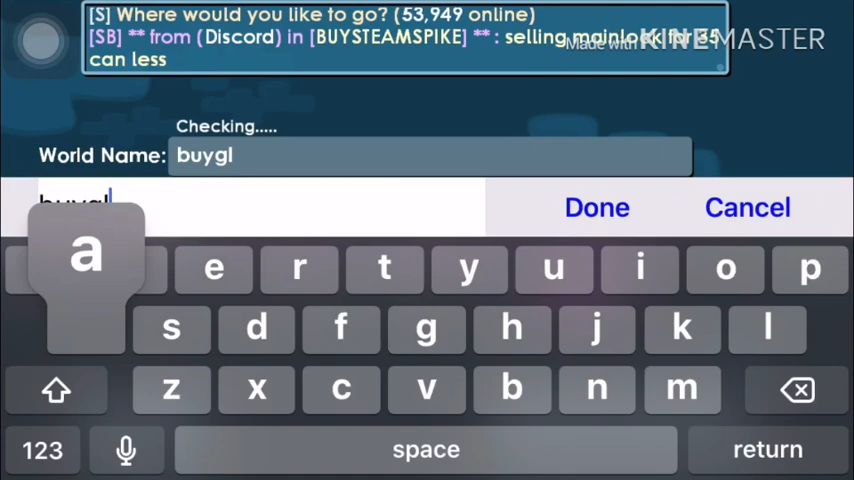 [S] Where would you like to go? (53,949 online)
[SB] ** from (Discord) in [BUYSTEAMSPIKE] ** : selling mainlock for 35
can less
Made with KINEMASTER
Checking.....
World Name: buygl
buygl
Done Cancel
a
e r t y u i o p
s d f g h j k l
z x c v b n m
123 space return